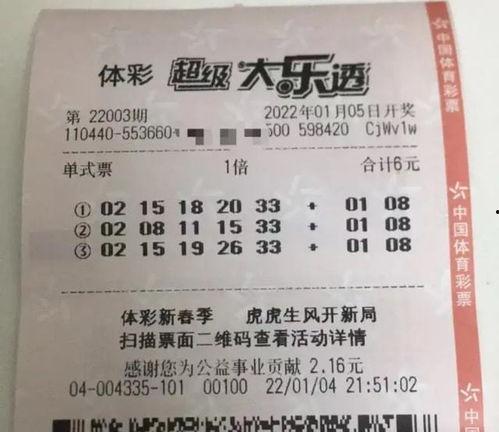 体彩 超级大乐透
第 22003期 2022年01月05日开奖
110440-553660- 500 598420 CjWv1w
单式票 1倍 合计6元
① 02 15 18 20 33 + 01 08
② 02 08 11 15 33 + 01 08
③ 02 15 19 26 33 + 01 08
体彩新春季 虎虎生风开新局
扫描票面二维码查看活动详情
感谢您为公益事业贡献 2.16元
04-004335-101 00100 22/01/04 21:51:02
中国体育彩票
中国体育彩票
中国